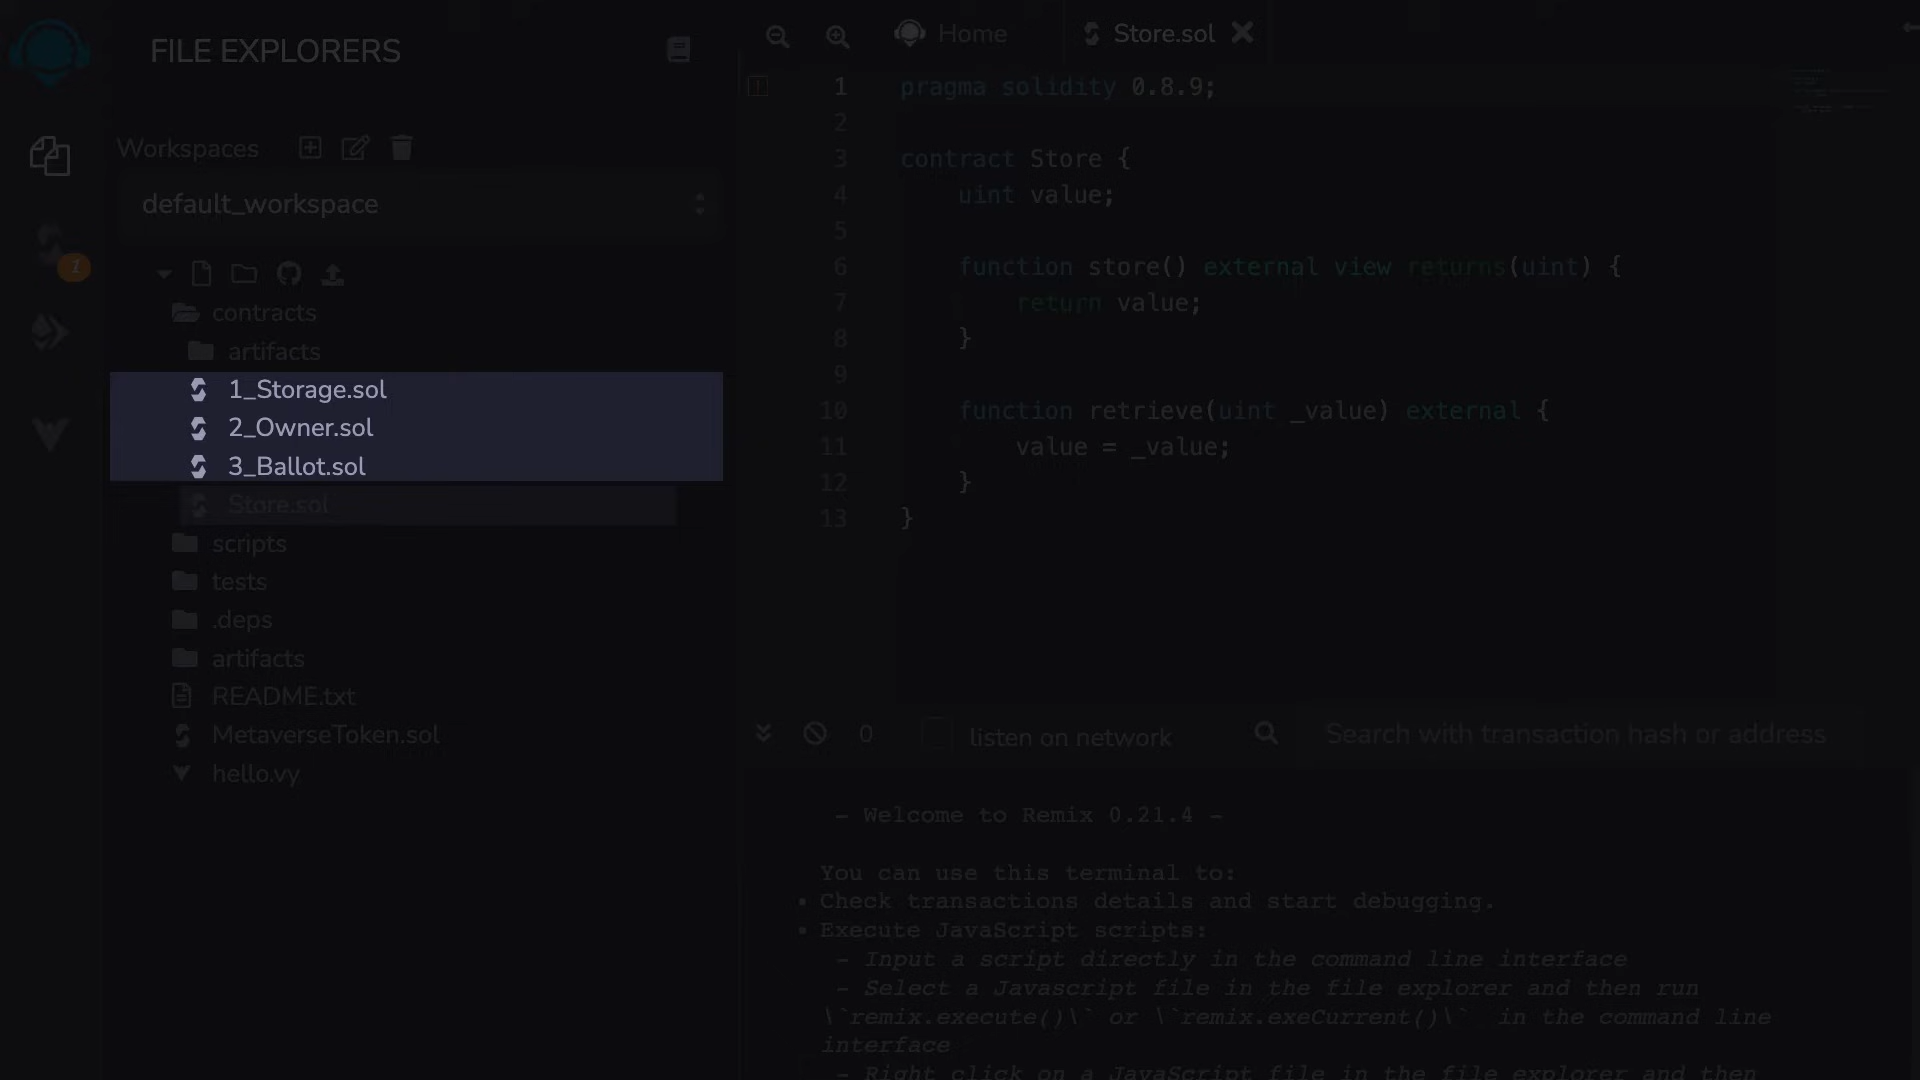 FILE EXPLORERS
Workspaces
default_workspace
1
contracts
artifacts
1_Storage.sol
2_Owner.sol
3_Ballot.sol
Store.sol
scripts
tests
.deps
artifacts
README.txt
MetaverseToken.sol
hello.vy
Home
Store.sol
1 pragma solidity 0.8.9;
2
3 contract Store {
4 uint value;
5
6 function store() external view returns(uint) {
7 return value;
8 }
9
10 function retrieve(uint _value) external {
11 value = _value;
12 }
13 }
0 listen on network Search with transaction hash or address
- Welcome to Remix 0.21.4 -
You can use this terminal to:
• Check transactions details and start debugging.
• Execute JavaScript scripts:
- Input a script directly in the command line interface
- Select a Javascript file in the file explorer and then run
\`remix.execute()\` or \`remix.exeCurrent()\` in the command line
interface
- Right click on a JavaScript file in the file explorer and then